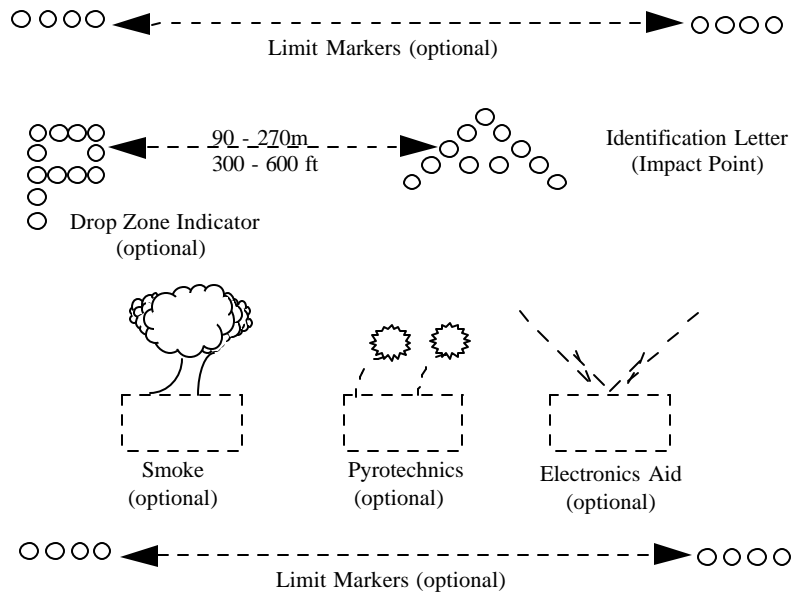 Limit Markers (optional)
90 - 270m
300 - 600 ft
Identification Letter
(Impact Point)
Drop Zone Indicator
(optional)
Smoke
(optional)
Pyrotechnics
(optional)
Electronics Aid
(optional)
Limit Markers (optional)